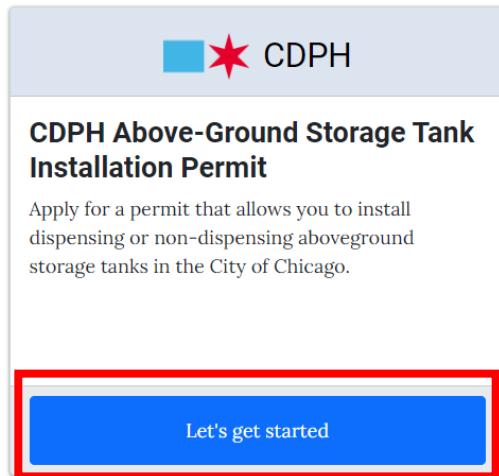 CDPH
CDPH Above-Ground Storage Tank
Installation Permit
Apply for a permit that allows you to install
dispensing or non-dispensing aboveground
storage tanks in the City of Chicago.
Let's get started